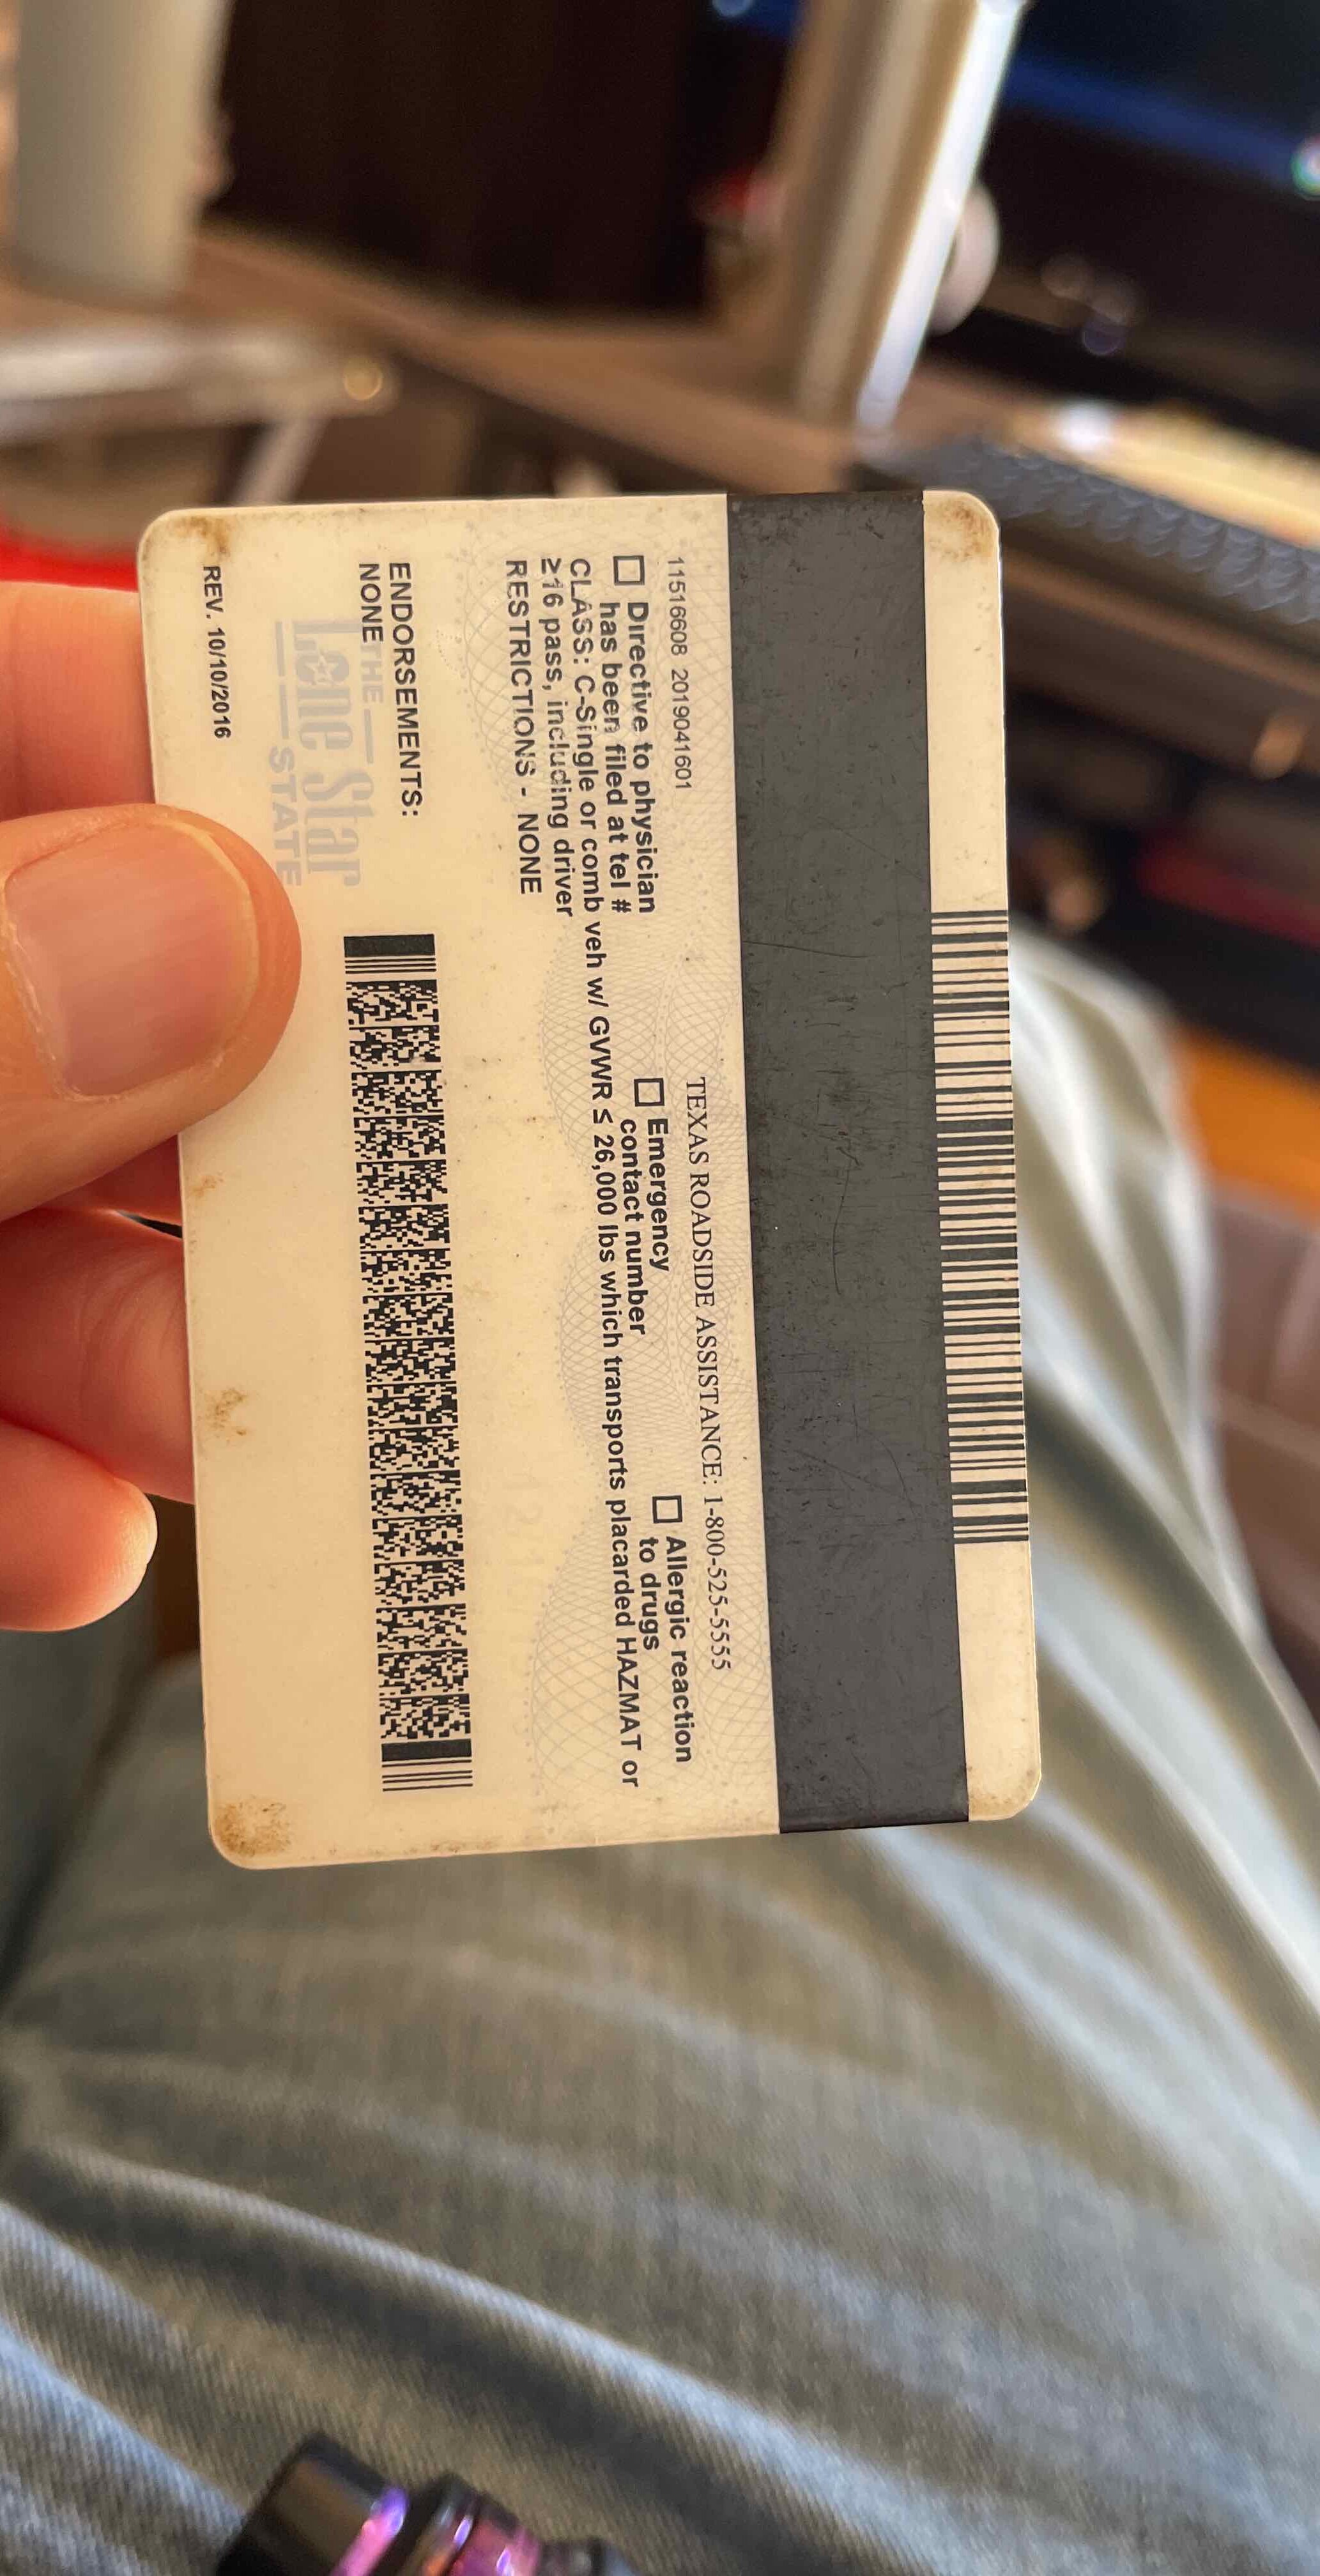 11516608 2019041601
TEXAS ROADSIDE ASSISTANCE: 1-800-525-5555
Directive to physician has been filed at tel #
Emergency contact number
Allergic reaction to drugs
CLASS: C-Single or comb veh w/ GVWR ≤ 26,000 lbs which transports placarded HAZMAT or
≥16 pass, including driver
RESTRICTIONS - NONE
ENDORSEMENTS:
NONE
THE
Lone Star
STATE
REV. 10/10/2016